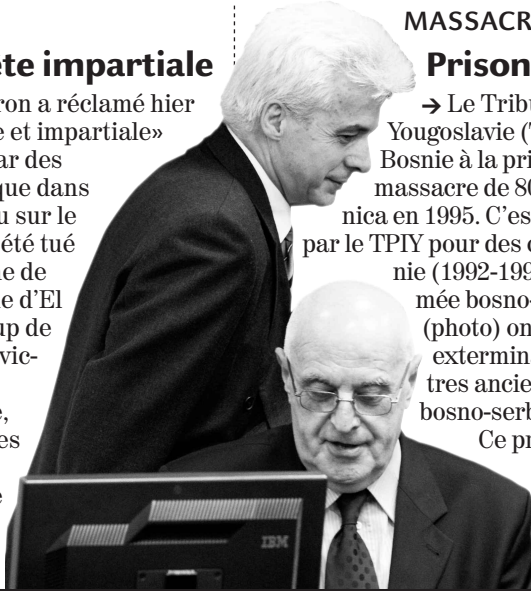 ête impartiale
ron a réclamé hier
e et impartiale»
ar des
que dans
u sur le
été tué
ne de
e d'El
up de
vic-
e,
es
e
MASSACR
Prison
→ Le Tribu
Yougoslavie (T
Bosnie à la pri
massacre de 80
nica en 1995. C'es
par le TPIY pour des c
nie (1992-199
mée bosno-
(photo) on
extermin
tres ancie
bosno-serb
Ce pr
IBM